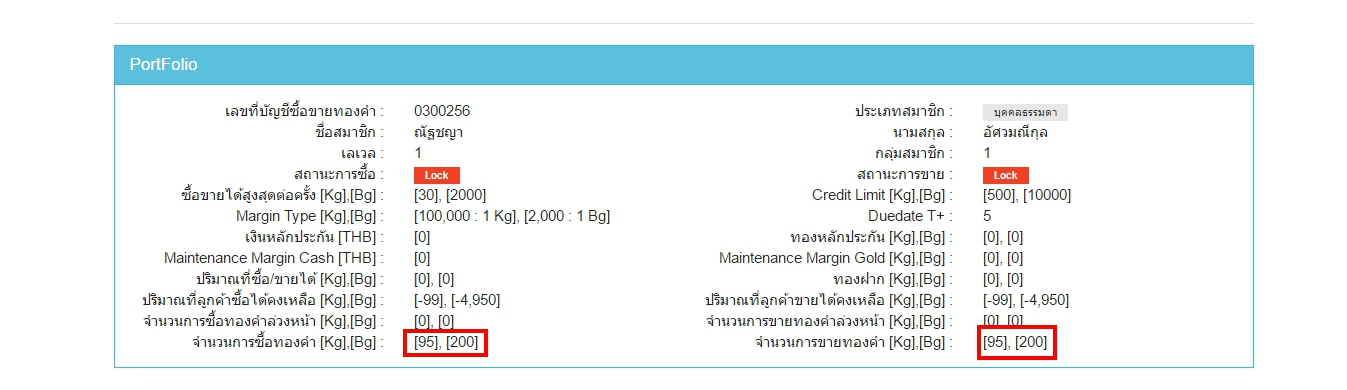 PortFolio
เลขที่บัญชีซื้อขายทองคำ : 0300256 ประเภทสมาชิก : บุคคลธรรมดา
ชื่อสมาชิก : ณัฐชญา นามสกุล : อัศวมณีกุล
เลเวล : 1 กลุ่มสมาชิก : 1
สถานะการซื้อ : Lock สถานะการขาย : Lock
ซื้อขายได้สูงสุดต่อครั้ง [Kg],[Bg] : [30], [2000] Credit Limit [Kg],[Bg] : [500], [10000]
Margin Type [Kg],[Bg] : [100,000 : 1 Kg], [2,000 : 1 Bg] Duedate T+ : 5
เงินหลักประกัน [THB] : [0] ทองหลักประกัน [Kg],[Bg] : [0], [0]
Maintenance Margin Cash [THB] : [0] Maintenance Margin Gold [Kg],[Bg] : [0], [0]
ปริมาณที่ซื้อ/ขายได้ [Kg],[Bg] : [0], [0] ทองฝาก [Kg],[Bg] : [0], [0]
ปริมาณที่ลูกค้าซื้อได้คงเหลือ [Kg],[Bg] : [-99], [-4,950] ปริมาณที่ลูกค้าขายได้คงเหลือ [Kg],[Bg] : [-99], [-4,950]
จำนวนการซื้อทองคำล่วงหน้า [Kg],[Bg] : [0], [0] จำนวนการขายทองคำล่วงหน้า [Kg],[Bg] : [0], [0]
จำนวนการซื้อทองคำ [Kg],[Bg] : [95], [200] จำนวนการขายทองคำ [Kg],[Bg] : [95], [200]